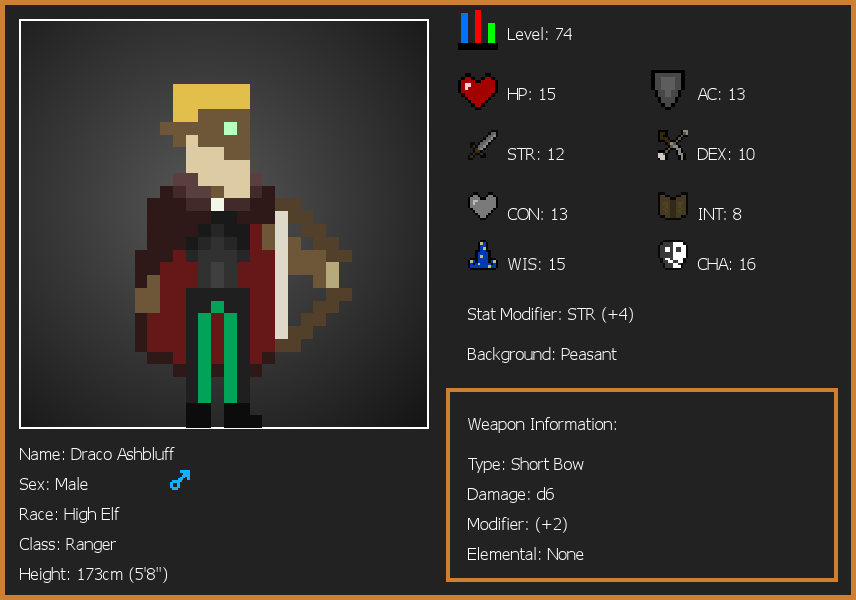 Level: 74
HP: 15
AC: 13
STR: 12
DEX: 10
CON: 13
INT: 8
WIS: 15
CHA: 16
Stat Modifier: STR (+4)
Background: Peasant
Weapon Information:
Type: Short Bow
Damage: d6
Modifier: (+2)
Elemental: None
Name: Draco Ashbluff
Sex: Male
Race: High Elf
Class: Ranger
Height: 173cm (5'8")